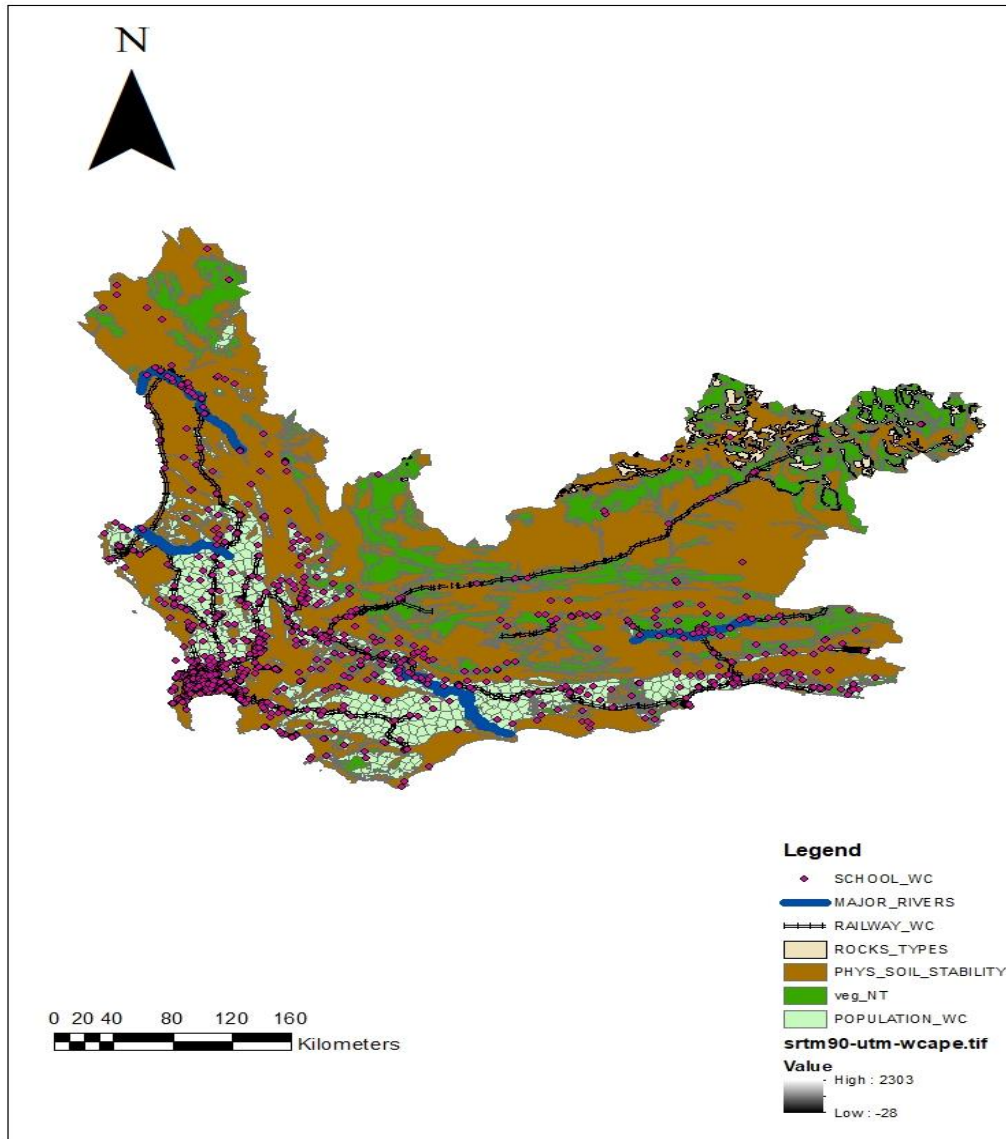 N
Legend
SCHOOL_WC
MAJOR_RIVERS
RAILWAY_WC
ROCKS_TYPES
PHYS_SOIL_STABILITY
veg_NT
POPULATION_WC
srtm90-utm-wcape.tif
Value
High : 2303
Low : -28
0 20 40 80 120 160
Kilometers